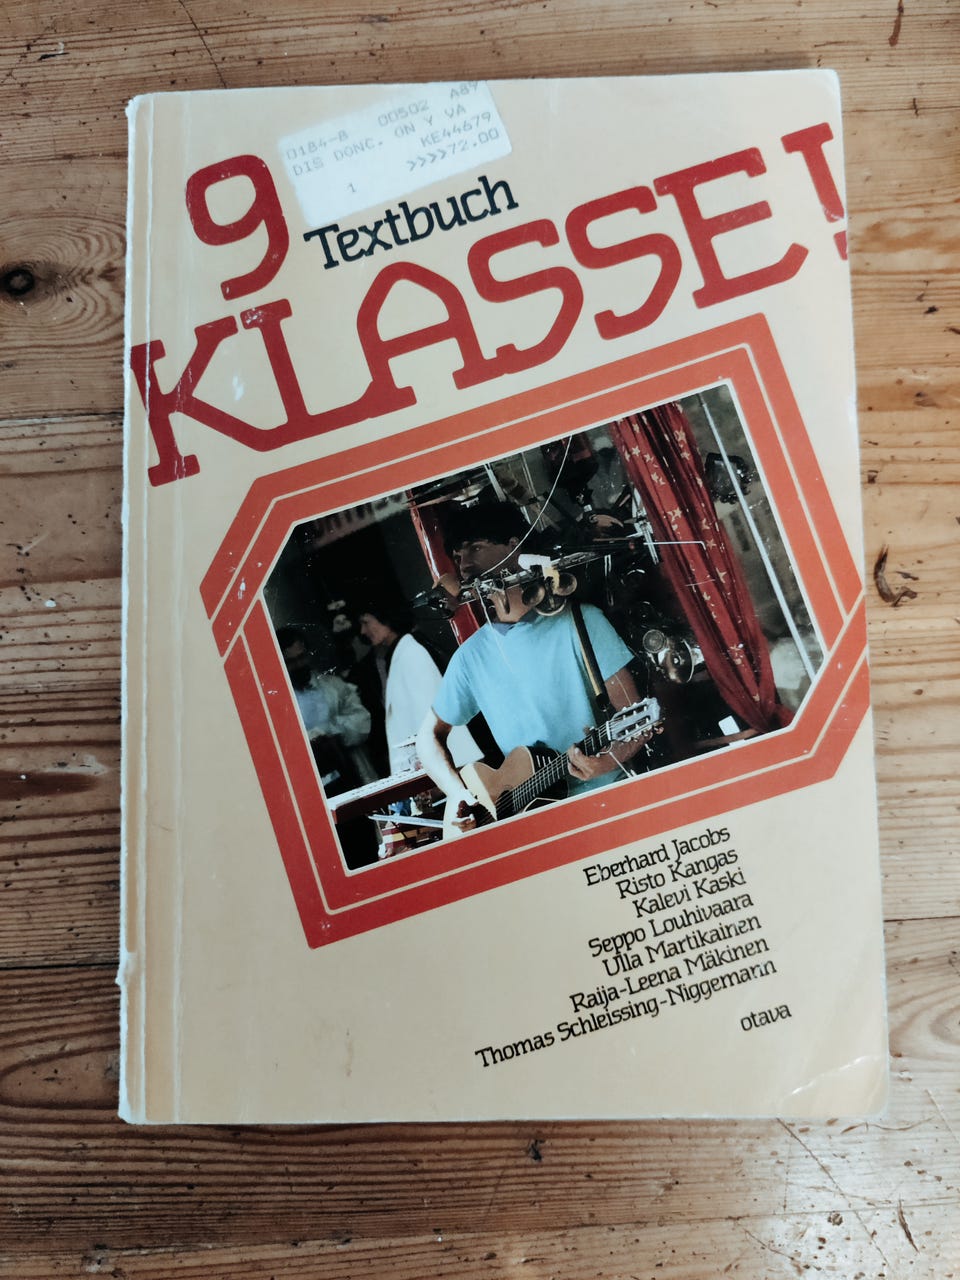 0184-8 00502 A89
DIS DONC, ON Y VA
KE44679
1 >>>>72.00
9
Textbuch
KLASSE!
Eberhard Jacobs
Risto Kangas
Kalevi Kaski
Seppo Louhivaara
Ulla Martikainen
Raija-Leena Mäkinen
Thomas Schleissing-Niggemann
otava